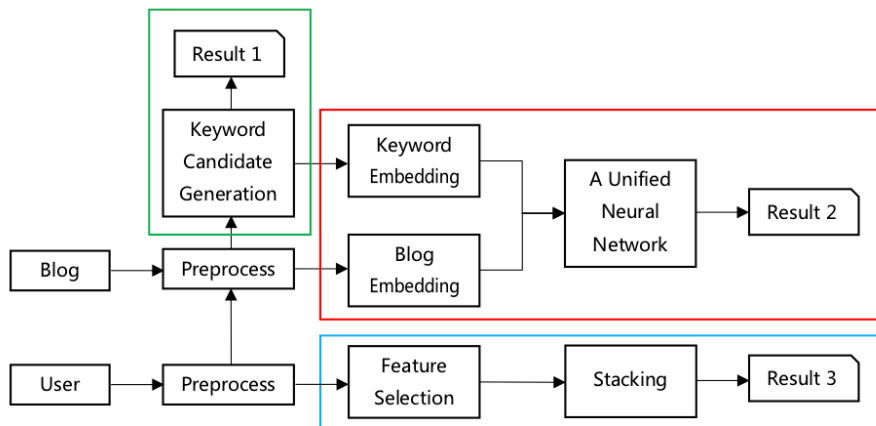 Result 1
Keyword
Candidate
Generation
Keyword
Embedding
A Unified
Neural
Network
Result 2
Blog
Preprocess
Blog
Embedding
User
Preprocess
Feature
Selection
Stacking
Result 3